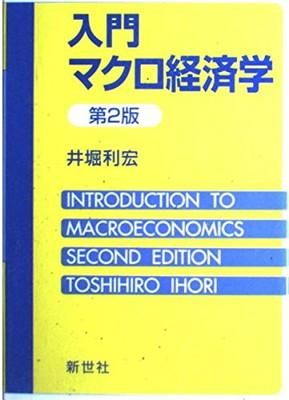 入門
マクロ経済学
第2版
井堀利宏
INTRODUCTION TO
MACROECONOMICS
SECOND EDITION
TOSHIHIRO IHORI
新世社